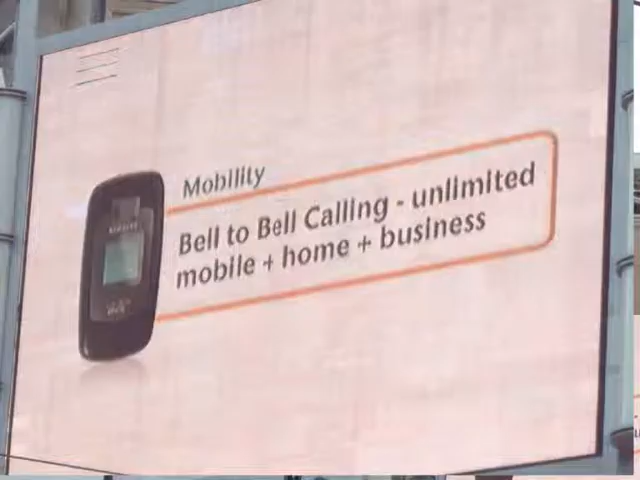 Mobility
Bell to Bell Calling - unlimited
mobile + home + business